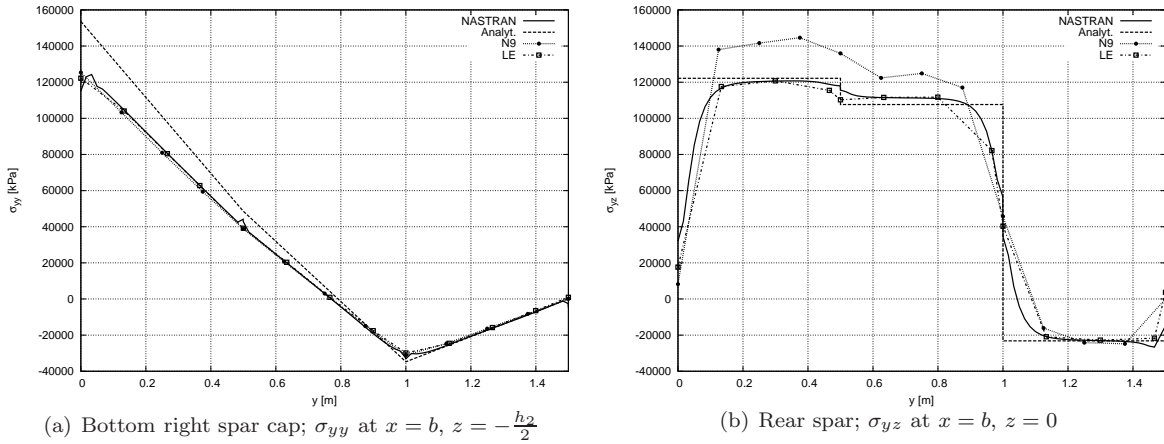 160000
140000
120000
100000
80000
60000
40000
20000
0
-20000
-40000
0
0.2
0.4
0.6
0.8
1
1.2
1.4
σyy [kPa]
y [m]
NASTRAN
Analyt.
N9
LE
(a) Bottom right spar cap; σyy at x = b, z = −h2/2
160000
140000
120000
100000
80000
60000
40000
20000
0
-20000
-40000
0
0.2
0.4
0.6
0.8
1
1.2
1.4
σyz [kPa]
y [m]
NASTRAN
Analyt.
N9
LE
(b) Rear spar; σyz at x = b, z = 0